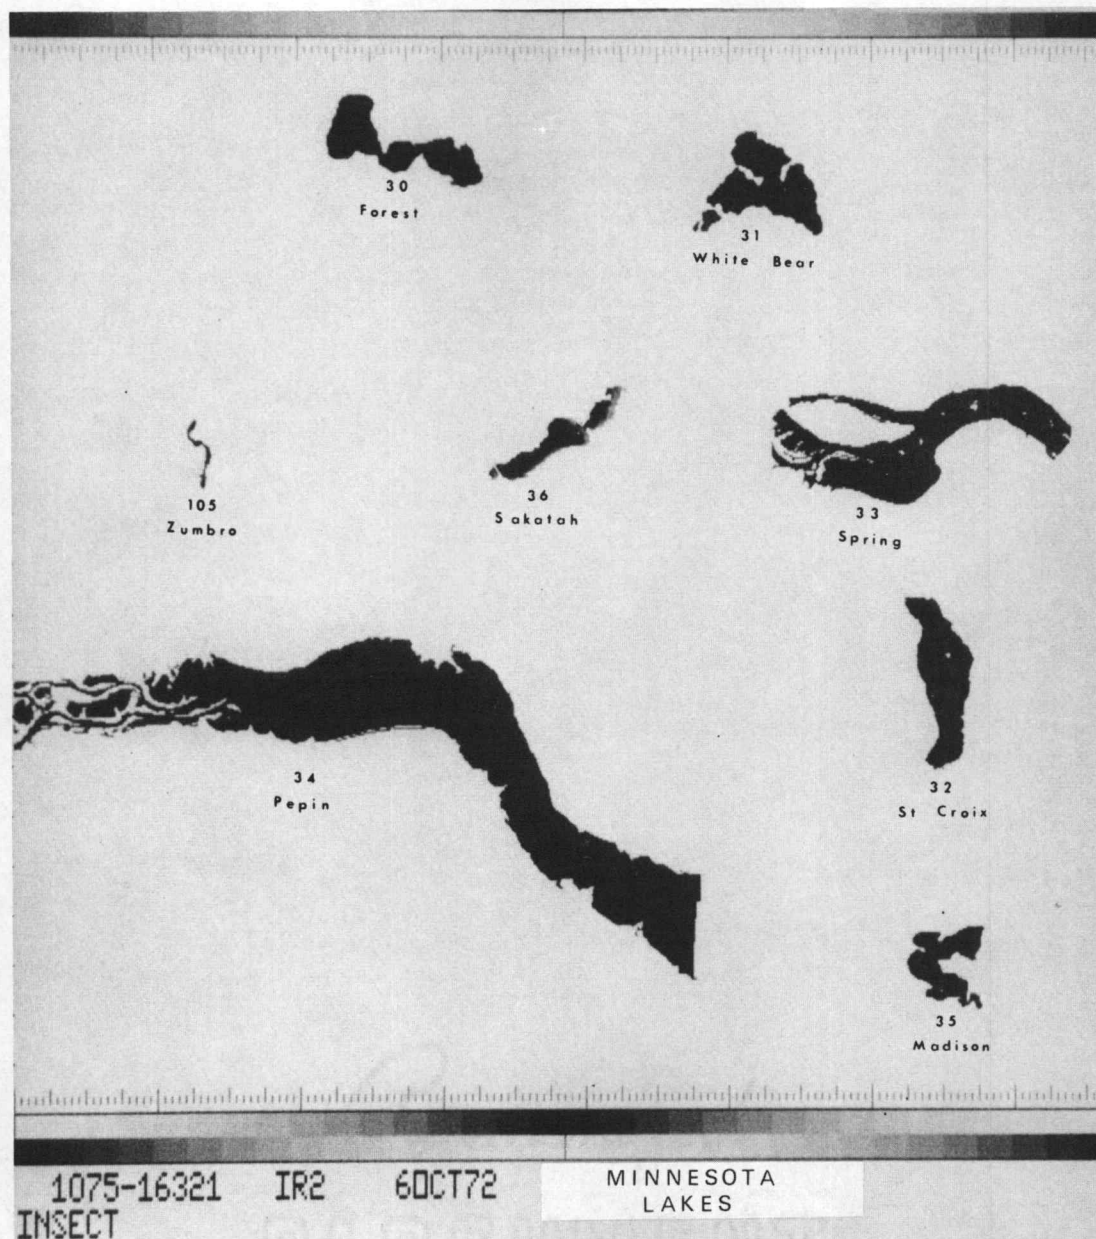 30
Forest
31
White Bear
105
Zumbro
36
Sakatah
33
Spring
34
Pepin
32
St Croix
35
Madison
1075-16321 IR2 6OCT72 MINNESOTA
LAKES
INSECT